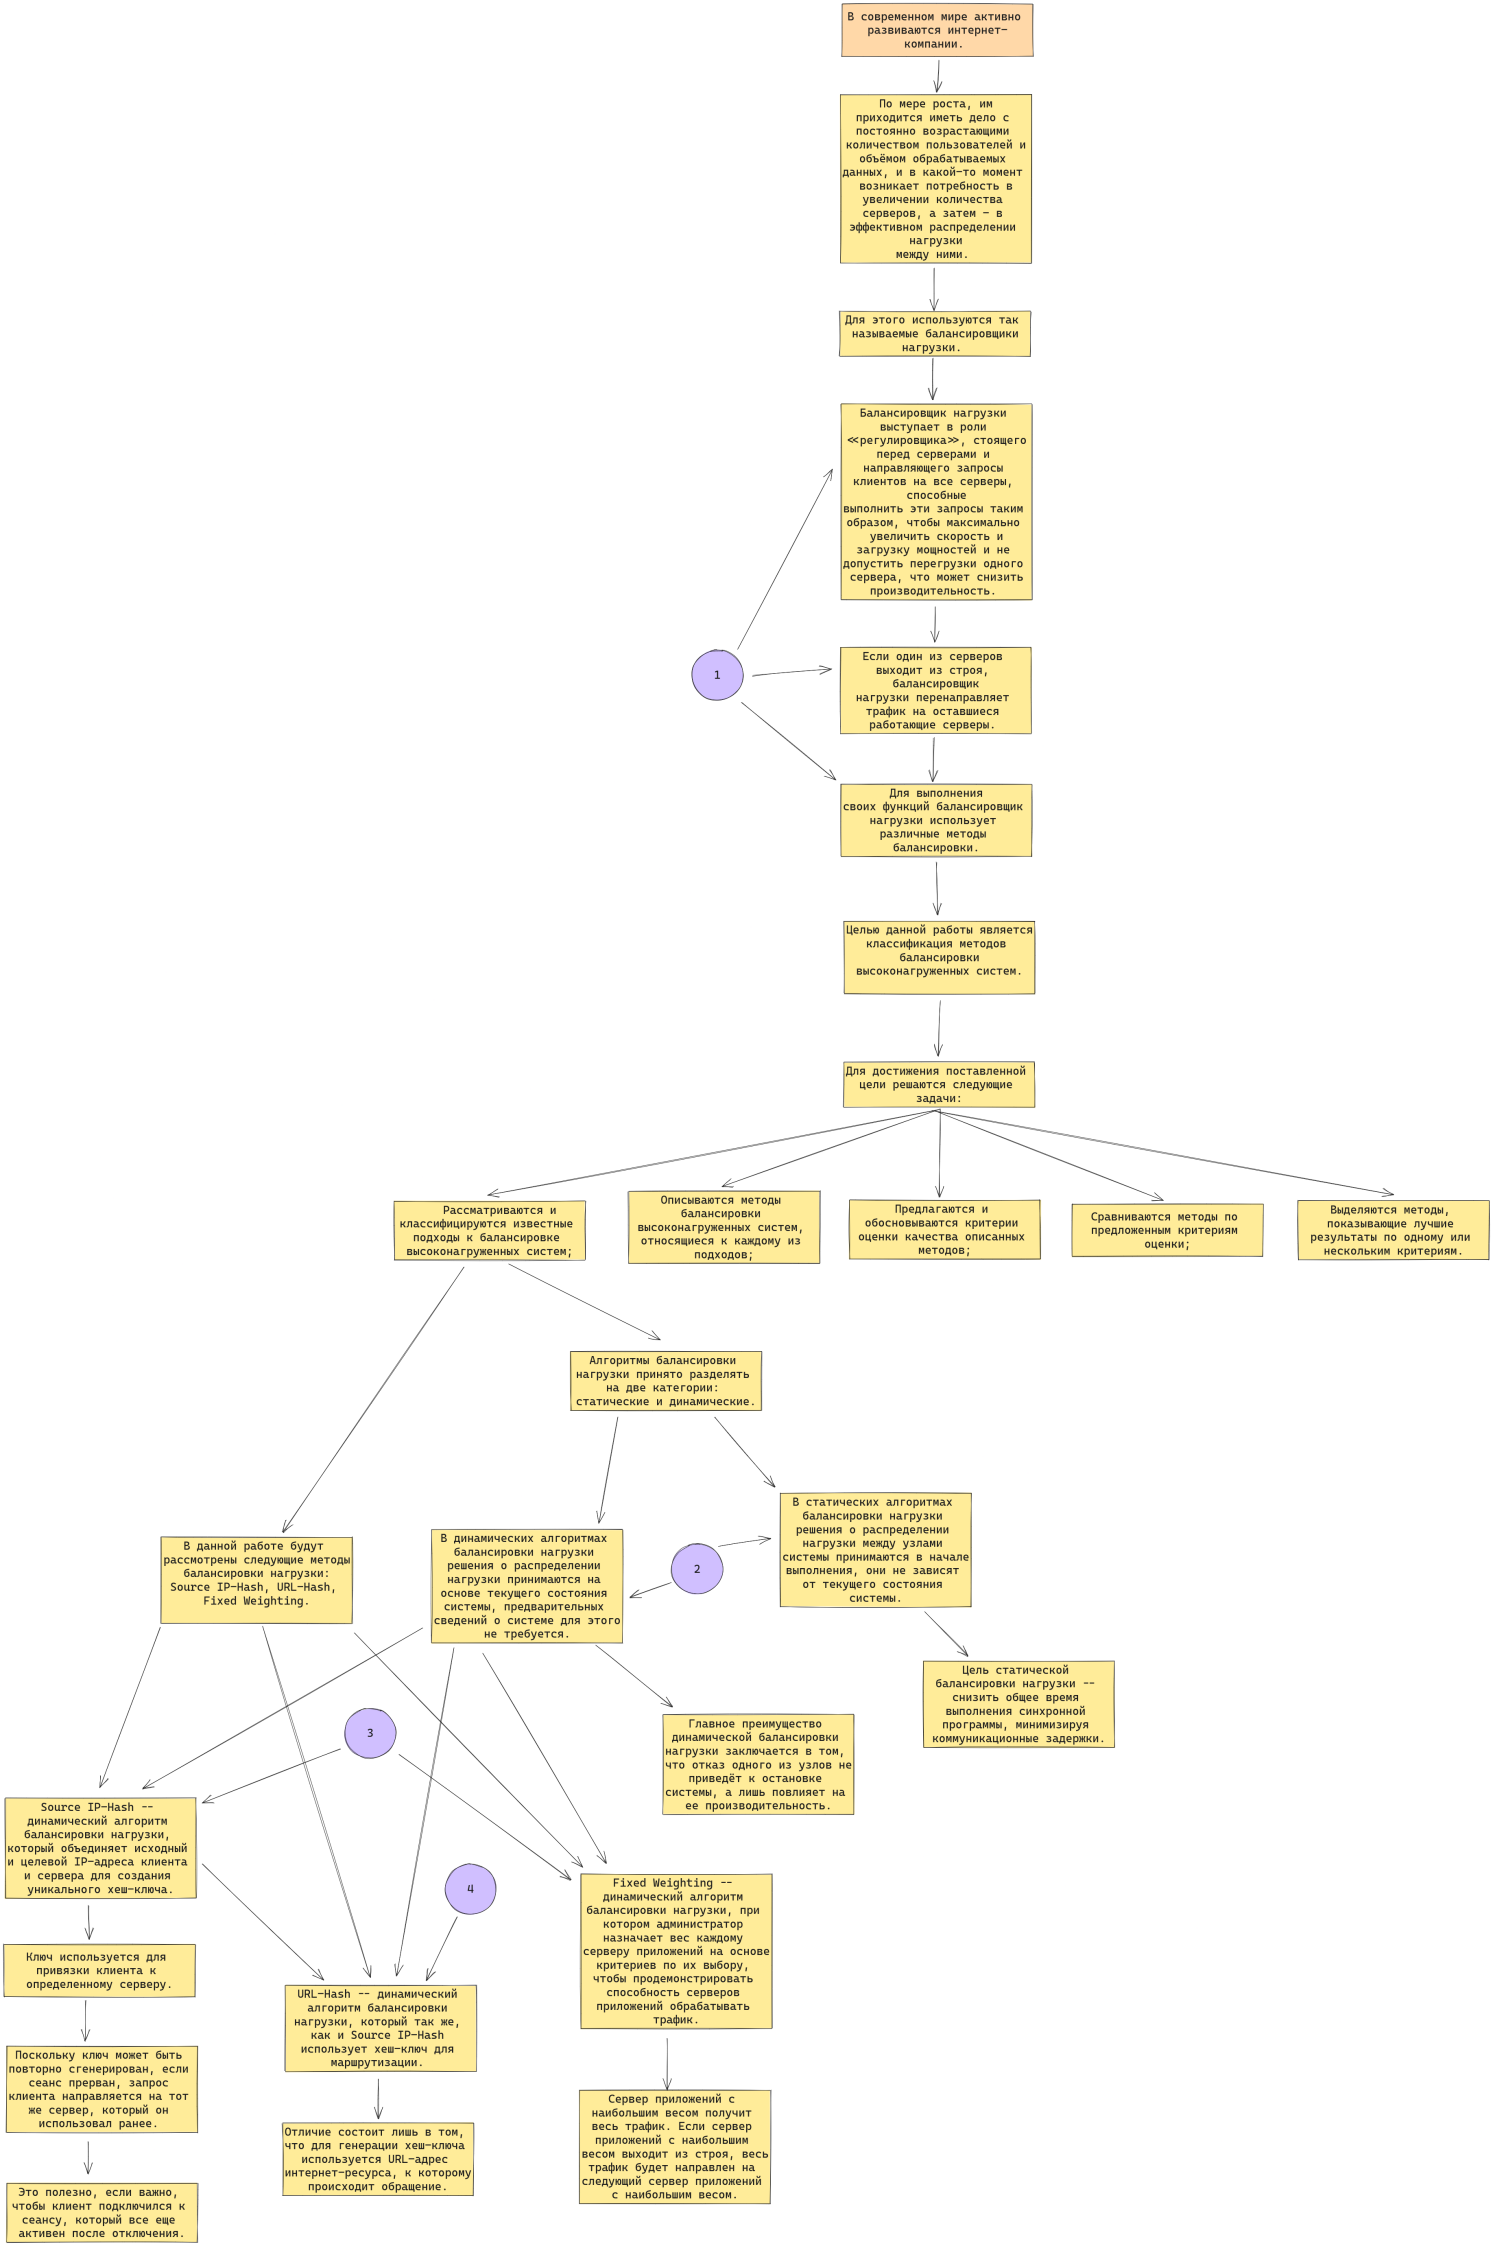 В современном мире активно
развиваются интернет-
компании.
По мере роста, им
приходится иметь дело с
постоянно возрастающими
количеством пользователей и
объёмом обрабатываемых
данных, и в какой-то момент
возникает потребность в
увеличении количества
серверов, а затем - в
эффективном распределении
нагрузки
между ними.
Для этого используются так
называемые балансировщики
нагрузки.
Балансировщик нагрузки
выступает в роли
<<регулировщика>>, стоящего
перед серверами и
направляющего запросы
клиентов на все серверы,
способные
выполнить эти запросы таким
образом, чтобы максимально
увеличить скорость и
загрузку мощностей и не
допустить перегрузки одного
сервера, что может снизить
производительность.
1
Если один из серверов
выходит из строя,
балансировщик
нагрузки перенаправляет
трафик на оставшиеся
работающие серверы.
Для выполнения
своих функций балансировщик
нагрузки использует
различные методы
балансировки.
Целью данной работы является
классификация методов
балансировки
высоконагруженных систем.
Для достижения поставленной
цели решаются следующие
задачи:
Рассматриваются и
классифицируются известные
подходы к балансировке
высоконагруженных систем;
Описываются методы
балансировки
высоконагруженных систем,
относящиеся к каждому из
подходов;
Предлагаются и
обосновываются критерии
оценки качества описанных
методов;
Сравниваются методы по
предложенным критериям
оценки;
Выделяются методы,
показывающие лучшие
результаты по одному или
нескольким критериям.
Алгоритмы балансировки
нагрузки принято разделять
на две категории:
статические и динамические.
В данной работе будут
рассмотрены следующие методы
балансировки нагрузки:
Source IP-Hash, URL-Hash,
Fixed Weighting.
В динамических алгоритмах
балансировки нагрузки
решения о распределении
нагрузки принимаются на
основе текущего состояния
системы, предварительных
сведений о системе для этого
не требуется.
2
В статических алгоритмах
балансировки нагрузки
решения о распределении
нагрузки между узлами
системы принимаются в начале
выполнения, они не зависят
от текущего состояния
системы.
Цель статической
балансировки нагрузки --
снизить общее время
выполнения синхронной
программы, минимизируя
коммуникационные задержки.
3
Главное преимущество
динамической балансировки
нагрузки заключается в том,
что отказ одного из узлов не
приведёт к остановке
системы, а лишь повлияет на
ее производительность.
Source IP-Hash --
динамический алгоритм
балансировки нагрузки,
который объединяет исходный
и целевой IP-адреса клиента
и сервера для создания
уникального хеш-ключа.
4
Fixed Weighting --
динамический алгоритм
балансировки нагрузки, при
котором администратор
назначает вес каждому
серверу приложений на основе
критериев по их выбору,
чтобы продемонстрировать
способность серверов
приложений обрабатывать
трафик.
Ключ используется для
привязки клиента к
определенному серверу.
URL-Hash -- динамический
алгоритм балансировки
нагрузки, который так же,
как и Source IP-Hash
использует хеш-ключ для
маршрутизации.
Поскольку ключ может быть
повторно сгенерирован, если
сеанс прерван, запрос
клиента направляется на тот
же сервер, который он
использовал ранее.
Отличие состоит лишь в том,
что для генерации хеш-ключа
используется URL-адрес
интернет-ресурса, к которому
происходит обращение.
Сервер приложений с
наибольшим весом получит
весь трафик. Если сервер
приложений с наибольшим
весом выходит из строя, весь
трафик будет направлен на
следующий сервер приложений
с наибольшим весом.
Это полезно, если важно,
чтобы клиент подключился к
сеансу, который все еще
активен после отключения.